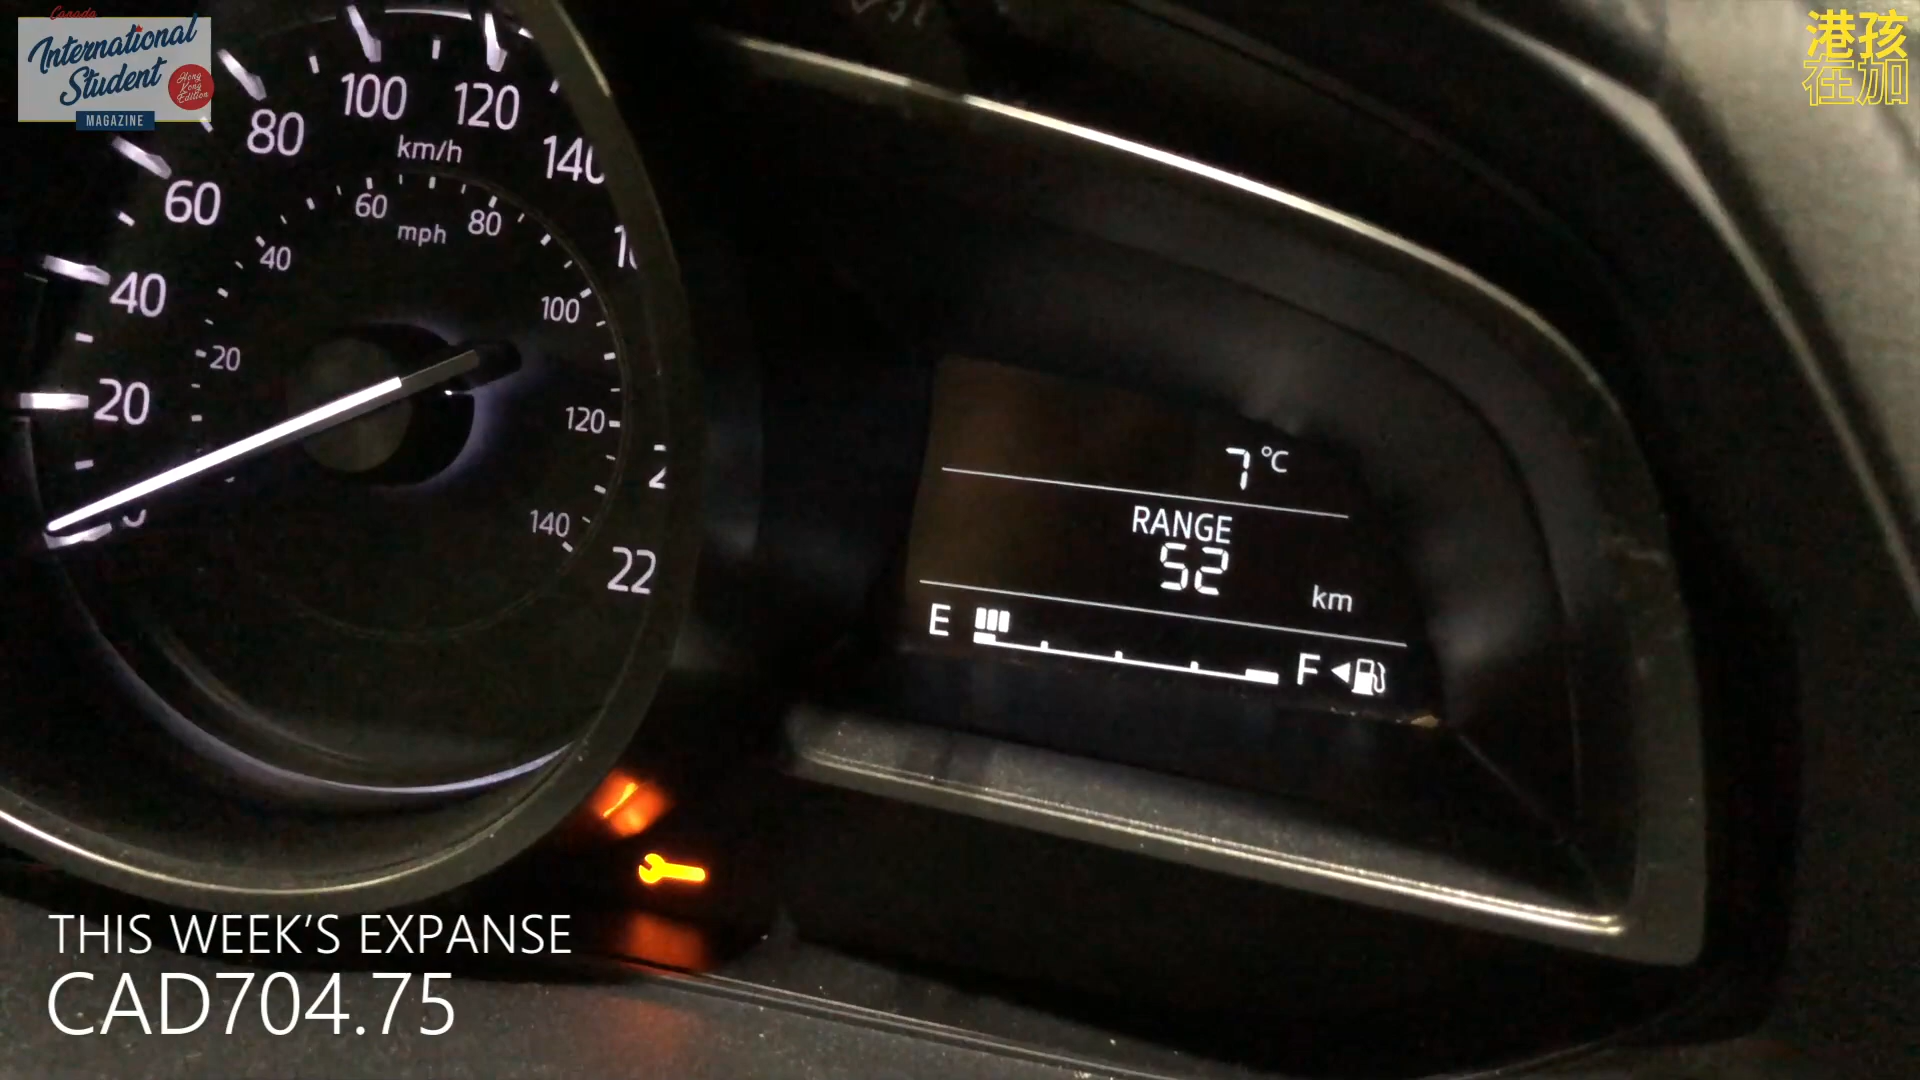 Canada
International
Student
Hong
Kong
Edition
MAGAZINE
港孩
在加
80
100
120
140
km/h
60
60
80
mph
40
40
100
20
20
120
140
22
7 °C
RANGE
52
km
E
F
THIS WEEK'S EXPANSE
CAD704.75